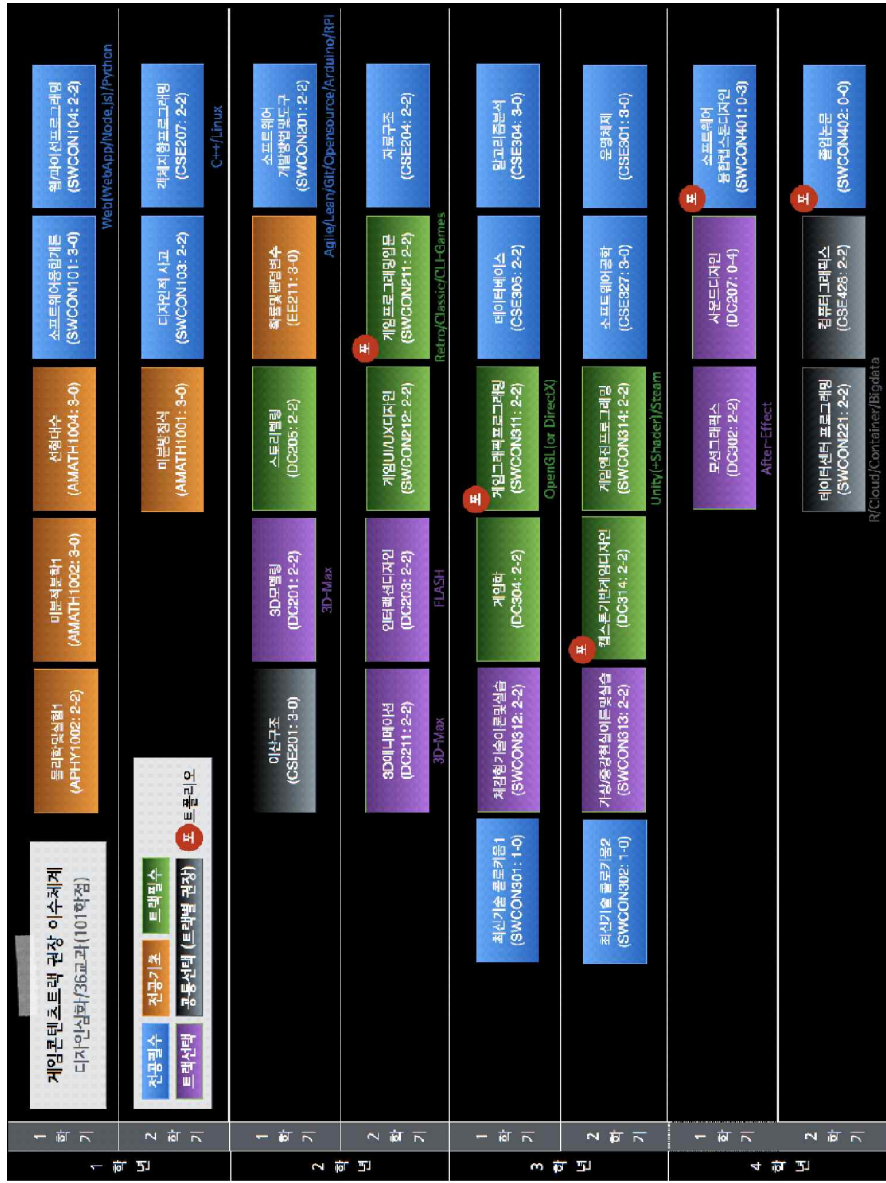 게임콘텐츠트랙 권장 이수체계
디자인심화/36교과(101학점)
전공필수
전공기초
트랙필수
트랙선택
공통선택 (트랙별 권장)
포 트폴리오
1 학 년
1 학 기
물리학및실험1
(APHY1002: 2-2)
미분적분학1
(AMATH1002: 3-0)
선형대수
(AMATH1004: 3-0)
소프트웨어융합개론
(SWCON101: 3-0)
웹/파이선프로그래밍
(SWCON104: 2-2)
Web(WebApp/Node.js)/Python
2 학 기
미분방정식
(AMATH1001: 3-0)
디자인적 사고
(SWCON103: 2-2)
객체지향프로그래밍
(CSE207: 2-2)
C++/Linux
2 학 년
1 학 기
이산구조
(CSE201: 3-0)
3D모델링
(DC201: 2-2)
3D-Max
스토리텔링
(DC205: 2-2)
확률및랜덤변수
(EE211: 3-0)
소프트웨어
개발방법및도구
(SWCON201: 2-2)
Agile/Lean/Git/Opensource/Arduino/RPi
2 학 기
3D애니메이션
(DC211: 2-2)
3D-Max
인터랙션디자인
(DC203: 2-2)
FLASH
게임UI/UX디자인
(SWCON212: 2-2)
포
게임프로그래밍입문
(SWCON211: 2-2)
Retro/Classic/CLI-Games
자료구조
(CSE204: 2-2)
3 학 년
1 학 기
최신기술 콜로키움1
(SWCON301: 1-0)
체감형기술이론및실습
(SWCON312: 2-2)
게임학
(DC304: 2-2)
포
게임그래픽프로그래밍
(SWCON311: 2-2)
OpenGL(or DirectX)
데이터베이스
(CSE305: 2-2)
알고리즘분석
(CSE304: 3-0)
2 학 기
최신기술 콜로키움2
(SWCON302: 1-0)
가상/증강현실이론및실습
(SWCON313: 2-2)
포
캡스톤기반게임디자인
(DC314: 2-2)
게임엔진프로그래밍
(SWCON314: 2-2)
Unity(+Shader)/Steam
소프트웨어공학
(CSE327: 3-0)
운영체제
(CSE301: 3-0)
4 학 년
1 학 기
모션그래픽스
(DC302: 2-2)
After-Effect
사운드디자인
(DC207: 0-4)
포
소프트웨어
융합캡스톤디자인
(SWCON401: 0-3)
2 학 기
데이터센터 프로그래밍
(SWCON221: 2-2)
R/Cloud/Container/Bigdata
컴퓨터그래픽스
(CSE426: 2-2)
포
졸업논문
(SWCON402: 0-0)